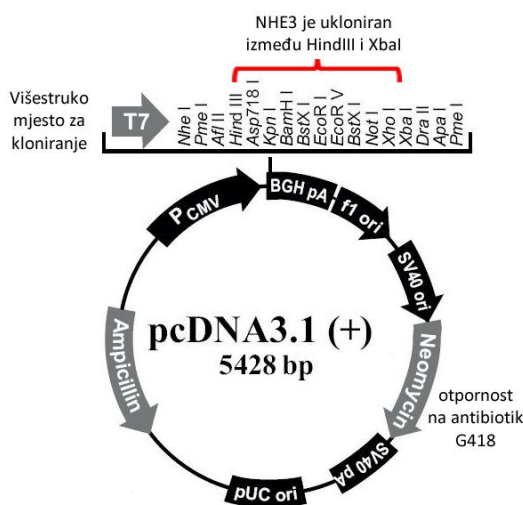 NHE3 je ukloniran
između HindIII i XbaI
Višestruko
mjesto za
kloniranje
T7
Nhe I
Pme I
Afl II
Hind III
Asp718 I
Kpn I
BamH I
BstX I
EcoR I
EcoR V
BstX I
Not I
Xho I
Xba I
Dra II
Apa I
Pme I
P CMV
BGH pA
f1 ori
SV40 ori
Ampicillin
pcDNA3.1 (+)
5428 bp
Neomycin
otpornost
na antibiotik
G418
SV40 pA
pUC ori